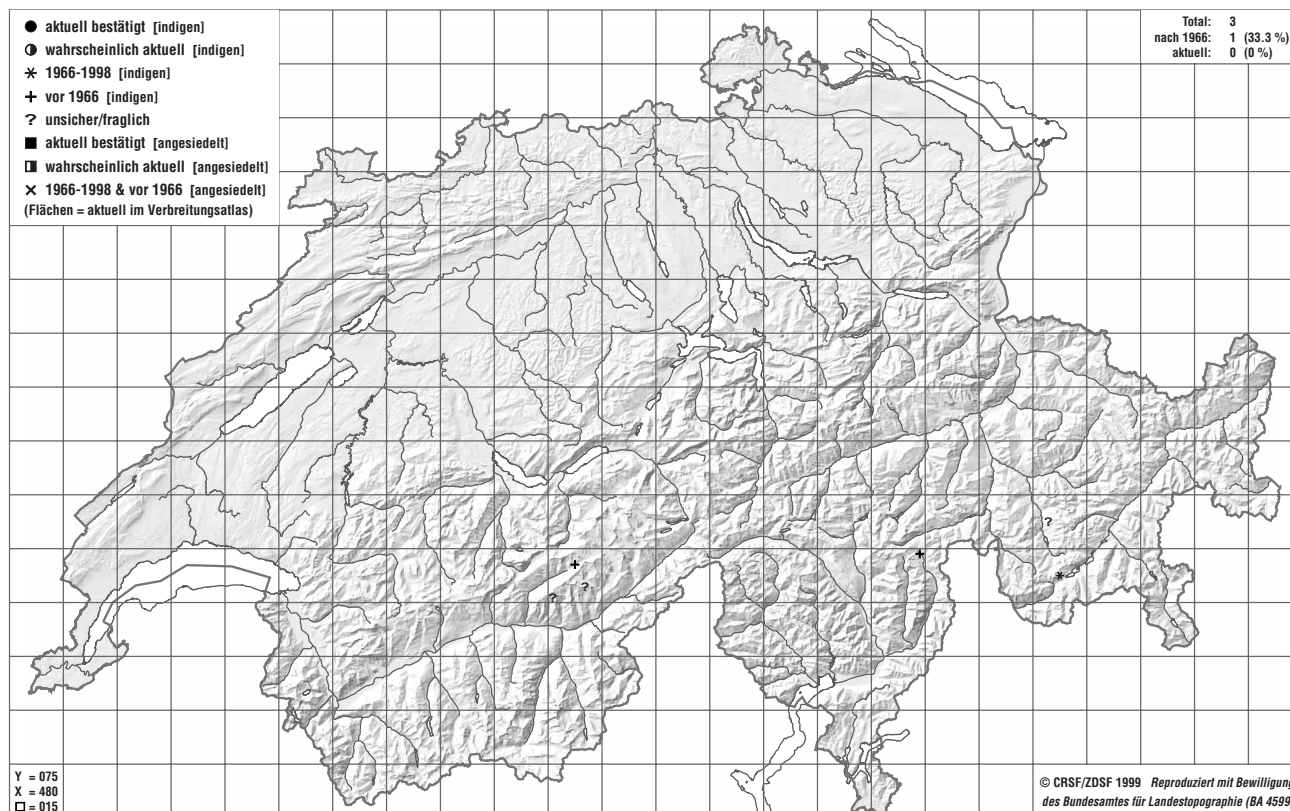 ● aktuell bestätigt [indigen]
◑ wahrscheinlich aktuell [indigen]
✳ 1966-1998 [indigen]
+ vor 1966 [indigen]
? unsicher/fraglich
■ aktuell bestätigt [angesiedelt]
◨ wahrscheinlich aktuell [angesiedelt]
✕ 1966-1998 & vor 1966 [angesiedelt]
(Flächen = aktuell im Verbreitungsatlas)
Total: 3
nach 1966: 1 (33.3 %)
aktuell: 0 (0 %)
?
?
?
Y = 075
X = 480
□ = 015
© CRSF/ZDSF 1999 Reproduziert mit Bewilligung
des Bundesamtes für Landestopographie (BA 4599